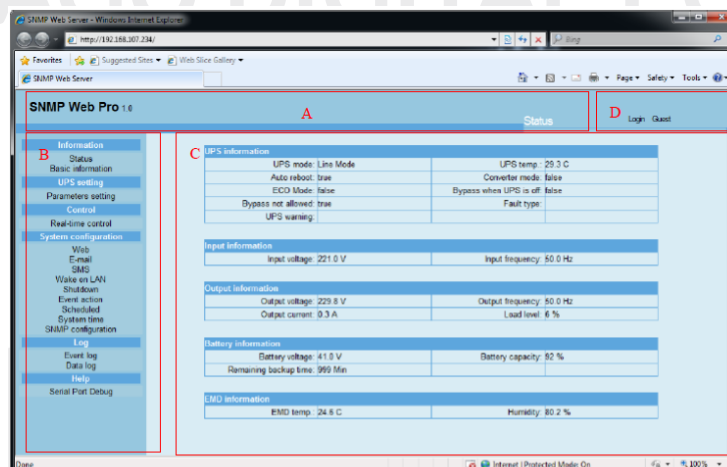 SNMP Web Server - Windows Internet Explorer
http://192.168.107.234/
Bing
Favorites Suggested Sites Web Slice Gallery
SNMP Web Server Page Safety Tools
SNMP Web Pro 1.0
A
D
Status
Login Guest
B
Information
Status
Basic information
UPS setting
Parameters setting
Control
Real-time control
System configuration
Web
E-mail
SMS
Wake on LAN
Shutdown
Event action
Scheduled
System time
SNMP configuration
Log
Event log
Data log
Help
Serial Port Debug
C
UPS information
UPS mode: Line Mode UPS temp.: 29.3 C
Auto reboot: true Converter mode: false
ECO Mode: false Bypass when UPS is off: false
Bypass not allowed: true Fault type:
UPS warning:
Input information
Input voltage: 221.0 V Input frequency: 50.0 Hz
Output information
Output voltage: 229.8 V Output frequency: 50.0 Hz
Output current: 0.3 A Load level: 6 %
Battery information
Battery voltage: 41.0 V Battery capacity: 92 %
Remaining backup time: 999 Min
EMD information
EMD temp.: 24.6 C Humidity: 80.2 %
Done Internet | Protected Mode: On 100%